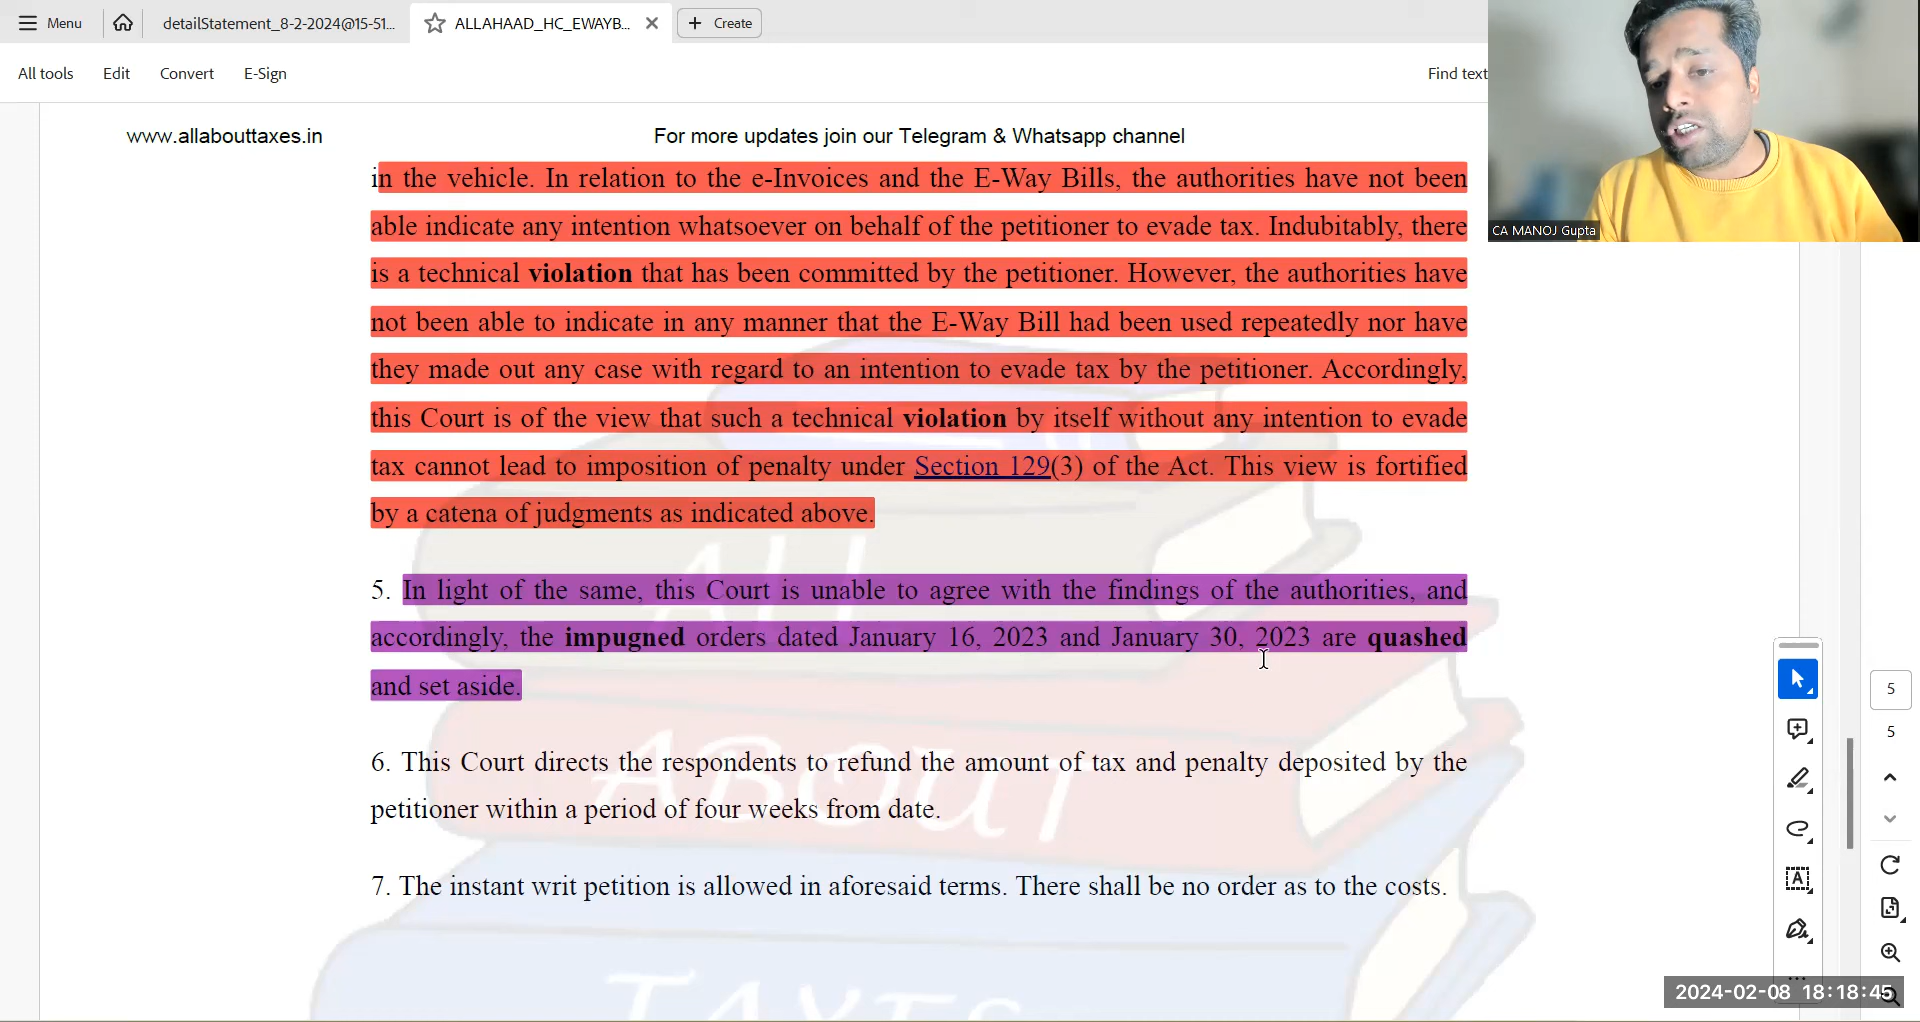 Menu
detailStatement_8-2-2024@15-51...
ALLAHAAD_HC_EWAYB...
Create
All tools
Edit
Convert
E-Sign
Find text
CA MANOJ Gupta
www.allabouttaxes.in
For more updates join our Telegram & Whatsapp channel
in the vehicle. In relation to the e-Invoices and the E-Way Bills, the authorities have not been
able indicate any intention whatsoever on behalf of the petitioner to evade tax. Indubitably, there
is a technical violation that has been committed by the petitioner. However, the authorities have
not been able to indicate in any manner that the E-Way Bill had been used repeatedly nor have
they made out any case with regard to an intention to evade tax by the petitioner. Accordingly,
this Court is of the view that such a technical violation by itself without any intention to evade
tax cannot lead to imposition of penalty under Section 129(3) of the Act. This view is fortified
by a catena of judgments as indicated above.
5. In light of the same, this Court is unable to agree with the findings of the authorities, and
accordingly, the impugned orders dated January 16, 2023 and January 30, 2023 are quashed
and set aside.
6. This Court directs the respondents to refund the amount of tax and penalty deposited by the
petitioner within a period of four weeks from date.
7. The instant writ petition is allowed in aforesaid terms. There shall be no order as to the costs.
ALL
ABOUT
TAXES
5
5
2024-02-08 18:18:45